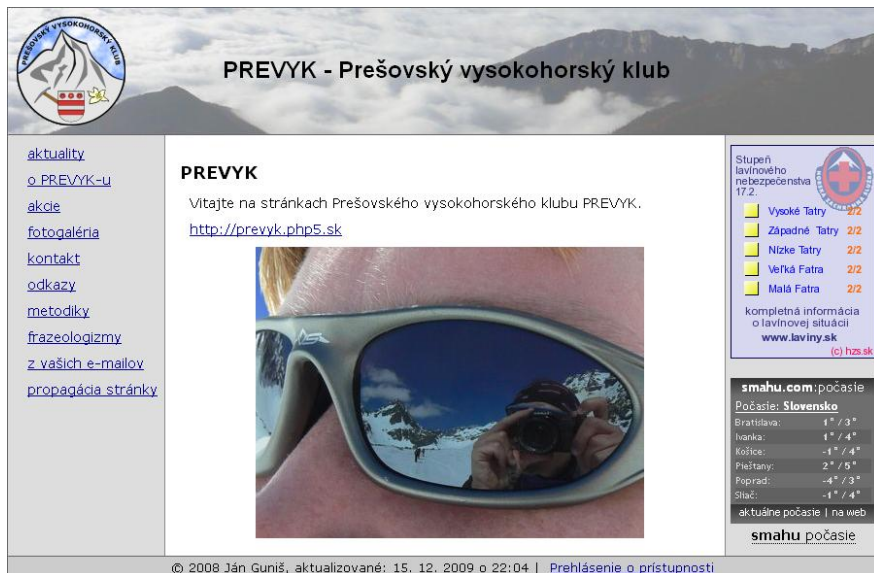 PREŠOVSKÝ VYSOKOHORSKÝ KLUB
PREVYK - Prešovský vysokohorský klub
aktuality
o PREVYK-u
akcie
fotogaléria
kontakt
odkazy
metodiky
frazeologizmy
z vašich e-mailov
propagácia stránky
PREVYK
Vitajte na stránkach Prešovského vysokohorského klubu PREVYK.
http://prevyk.php5.sk
Stupeň
lavínového
nebezpečenstva
17.2.
Vysoké Tatry 2/2
Západné Tatry 2/2
Nízke Tatry 2/2
Veľká Fatra 2/2
Malá Fatra 2/2
kompletná informácia
o lavínovej situácii
www.laviny.sk
(c) hzs.sk
smahu.com:počasie
Počasie: Slovensko
Bratislava: 1° / 3°
Ivanka: 1° / 4°
Košice: -1° / 4°
Piešťany: 2° / 5°
Poprad: -4° / 3°
Sliač: -1° / 4°
aktuálne počasie | na web
smahu počasie
© 2008 Ján Guniš, aktualizované: 15. 12. 2009 o 22:04 | Prehlásenie o prístupnosti